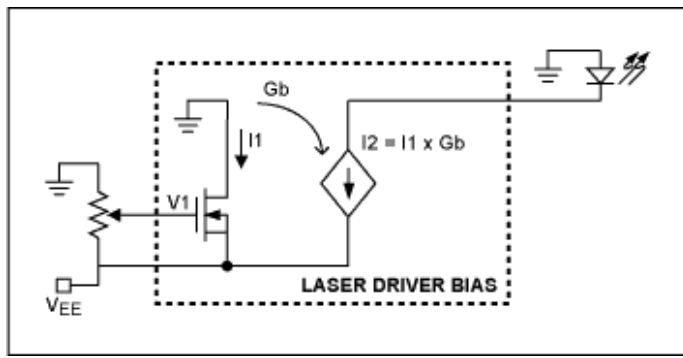 Gb
I1
I2 = I1 x Gb
V1
VEE
LASER DRIVER BIAS